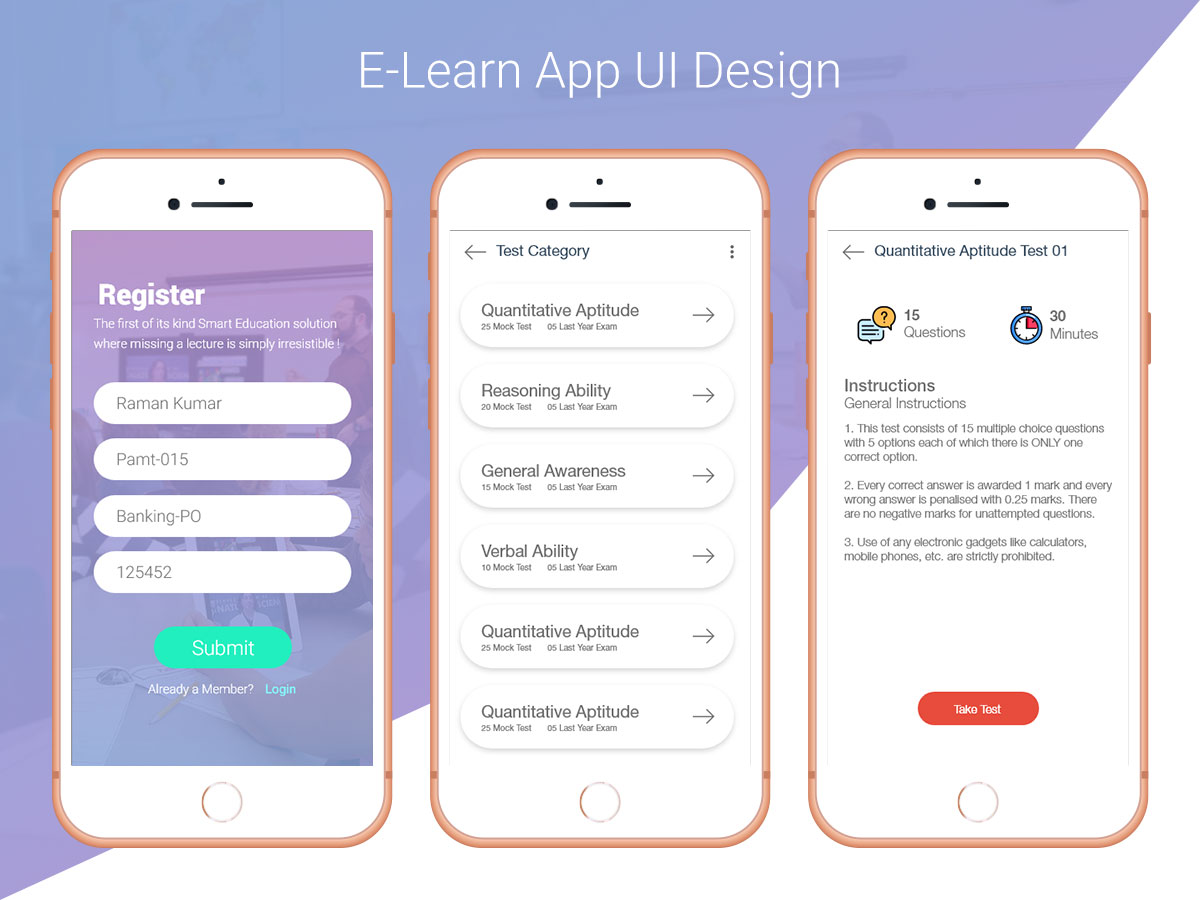 E-Learn App UI Design
Register
The first of its kind Smart Education solution
where missing a lecture is simply irresistible !
Raman Kumar
Pamt-015
Banking-PO
125452
Submit
Already a Member? Login
Test Category
Quantitative Aptitude
25 Mock Test 05 Last Year Exam
Reasoning Ability
20 Mock Test 05 Last Year Exam
General Awareness
15 Mock Test 05 Last Year Exam
Verbal Ability
10 Mock Test 05 Last Year Exam
Quantitative Aptitude
25 Mock Test 05 Last Year Exam
Quantitative Aptitude
25 Mock Test 05 Last Year Exam
Quantitative Aptitude Test 01
15
Questions
30
Minutes
Instructions
General Instructions
1. This test consists of 15 multiple choice questions
with 5 options each of which there is ONLY one
correct option.
2. Every correct answer is awarded 1 mark and every
wrong answer is penalised with 0.25 marks. There
are no negative marks for unattempted questions.
3. Use of any electronic gadgets like calculators,
mobile phones, etc. are strictly prohibited.
Take Test